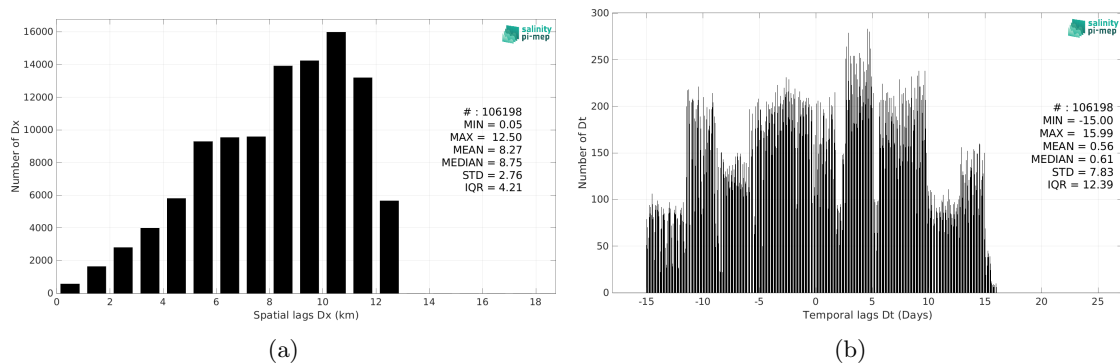 16000
14000
12000
10000
8000
6000
4000
2000
0
Number of Dx
0 2 4 6 8 10 12 14 16 18
Spatial lags Dx (km)
salinity
pi-mep
# : 106198
MIN = 0.05
MAX = 12.50
MEAN = 8.27
MEDIAN = 8.75
STD = 2.76
IQR = 4.21
(a)
300
250
200
150
100
50
0
Number of Dt
-15 -10 -5 0 5 10 15 20 25
Temporal lags Dt (Days)
salinity
pi-mep
# : 106198
MIN = -15.00
MAX = 15.99
MEAN = 0.56
MEDIAN = 0.61
STD = 7.83
IQR = 12.39
(b)